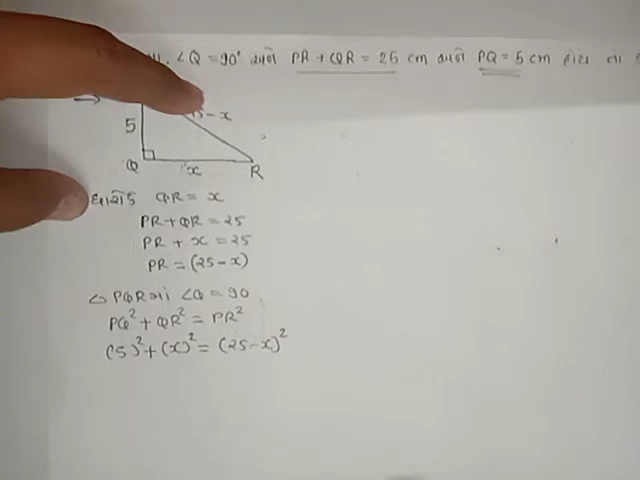 ∠Q = 90° અને PR + QR = 25 cm અને PQ = 5 cm હોય તો
5
- x
Q
x
R
ધારોકે QR = x
PR + QR = 25
PR + x = 25
PR = (25 - x)
△ PQR માં ∠Q = 90
PQ² + QR² = PR²
(5)² + (x)² = (25 - x)²